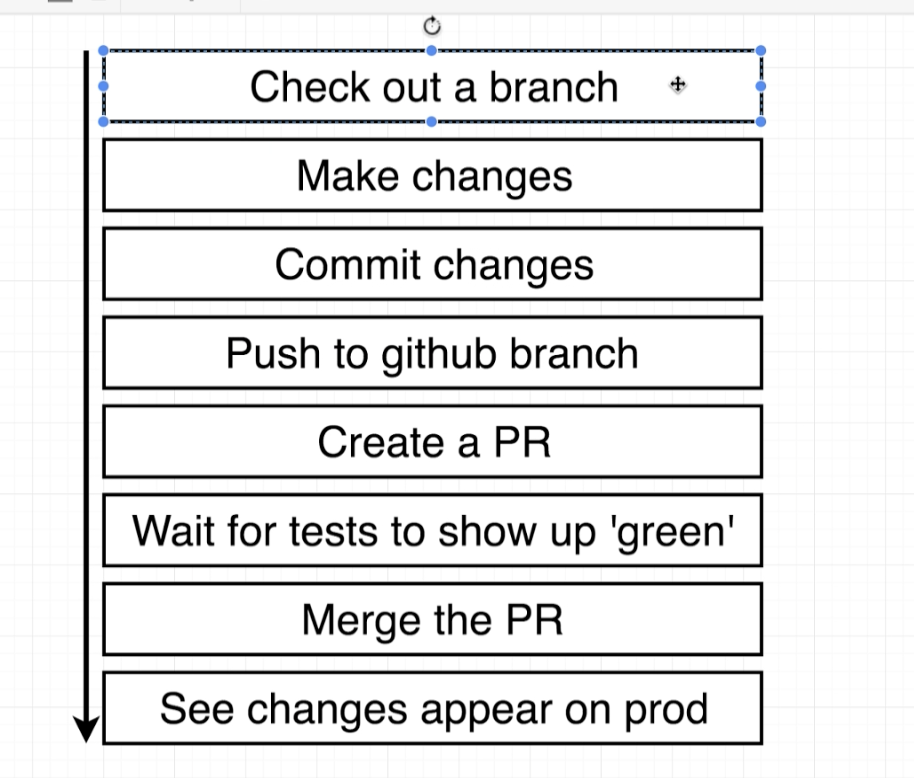 Check out a branch
Make changes
Commit changes
Push to github branch
Create a PR
Wait for tests to show up 'green'
Merge the PR
See changes appear on prod